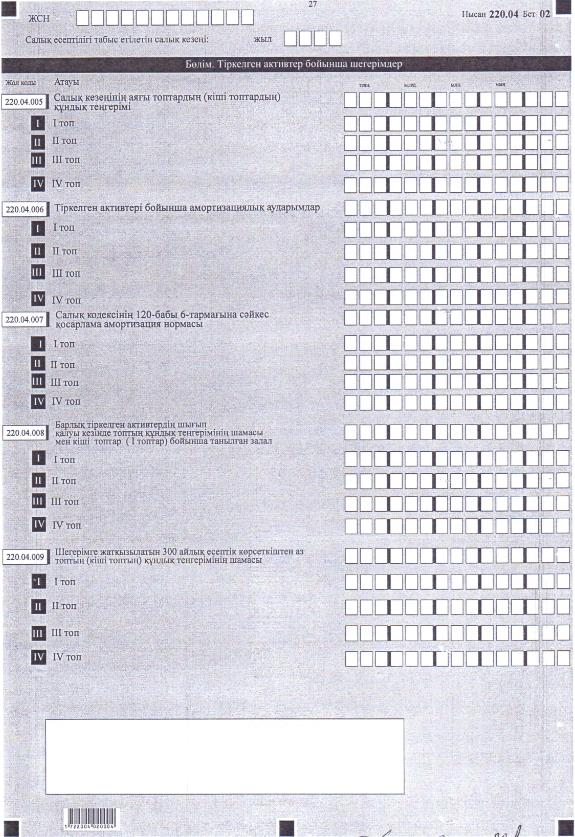 27
ЖСН
Нысан 220.04 Бет 02
Салық есептілігі табыс етілетін салық кезеңі: жыл
Бөлім. Тіркелген активтер бойынша шегерімдер
Жол коды Атауы
трлн. млрд. млн. мың
220.04.005 Салық кезеңінің аяғы топтардың (кіші топтардың)
құндық теңгерімі
I I топ
II II топ
III III топ
IV IV топ
220.04.006 Тіркелген активтері бойынша амортизациялық аударымдар
I I топ
II II топ
III III топ
IV IV топ
220.04.007 Салық кодексінің 120-бабы 6-тармағына сәйкес
қосарлама амортизация нормасы
I I топ
II II топ
III III топ
IV IV топ
220.04.008 Барлық тіркелген активтердің шығып
қалуы кезінде топтың құндық теңгерімінің шамасы
мен кіші топтар ( I топтар) бойынша танылған залал
I I топ
II II топ
III III топ
IV IV топ
220.04.009 Шегерімге жатқызылатын 300 айлық есептік көрсеткіштен аз
топтың (кіші топтың) құндық теңгерімінің шамасы
I I топ
II II топ
III III топ
IV IV топ